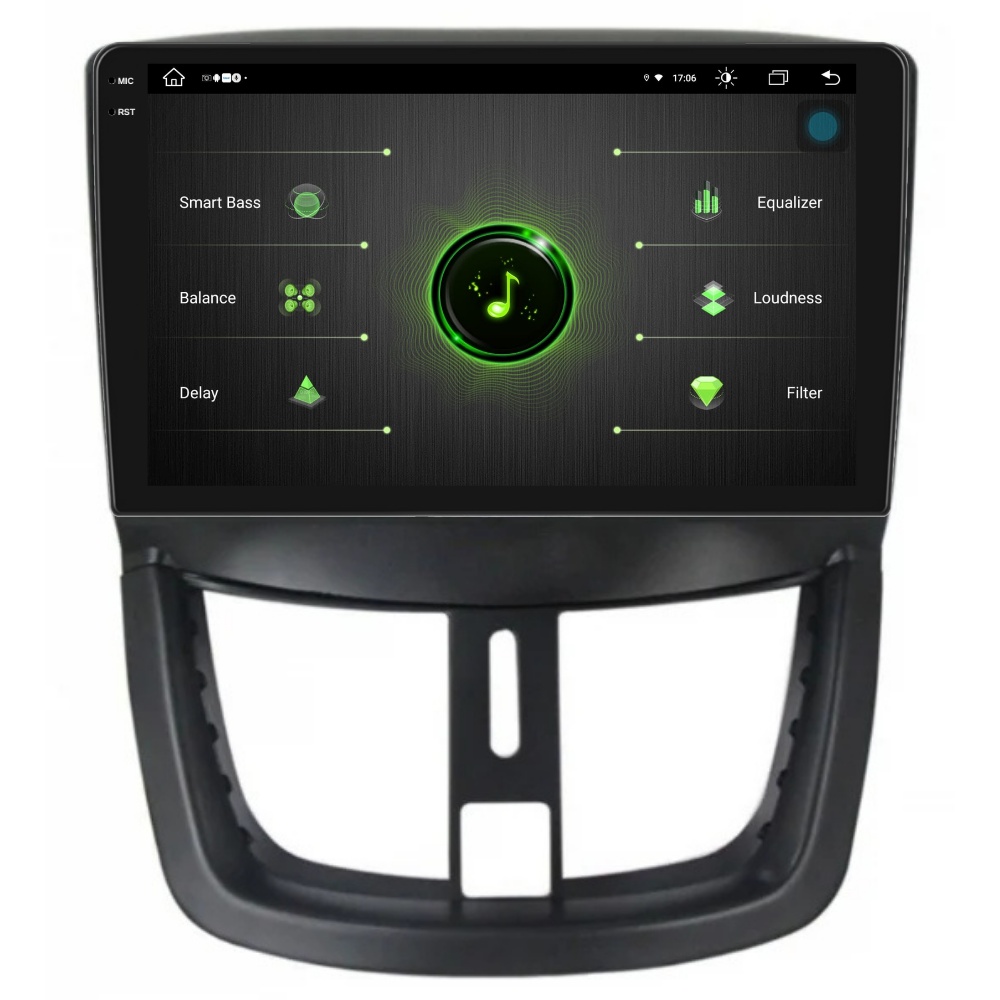 MIC
17:06
RST
Smart Bass
Equalizer
Balance
Loudness
Delay
Filter